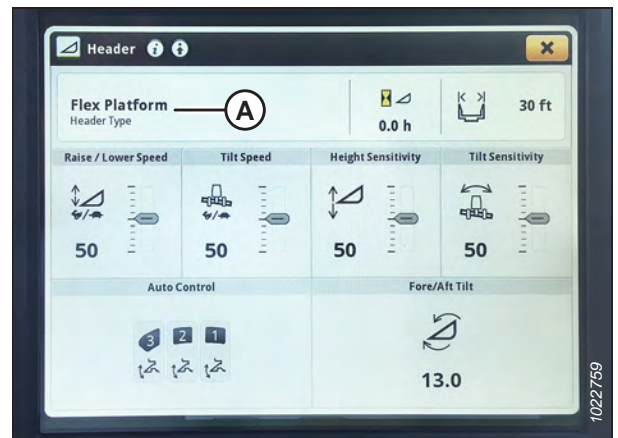 Header
Flex Platform
Header Type
A
0.0 h
30 ft
Raise / Lower Speed
Tilt Speed
Height Sensitivity
Tilt Sensitivity
50
50
50
50
Auto Control
Fore/Aft Tilt
3 2 1
13.0
1022759